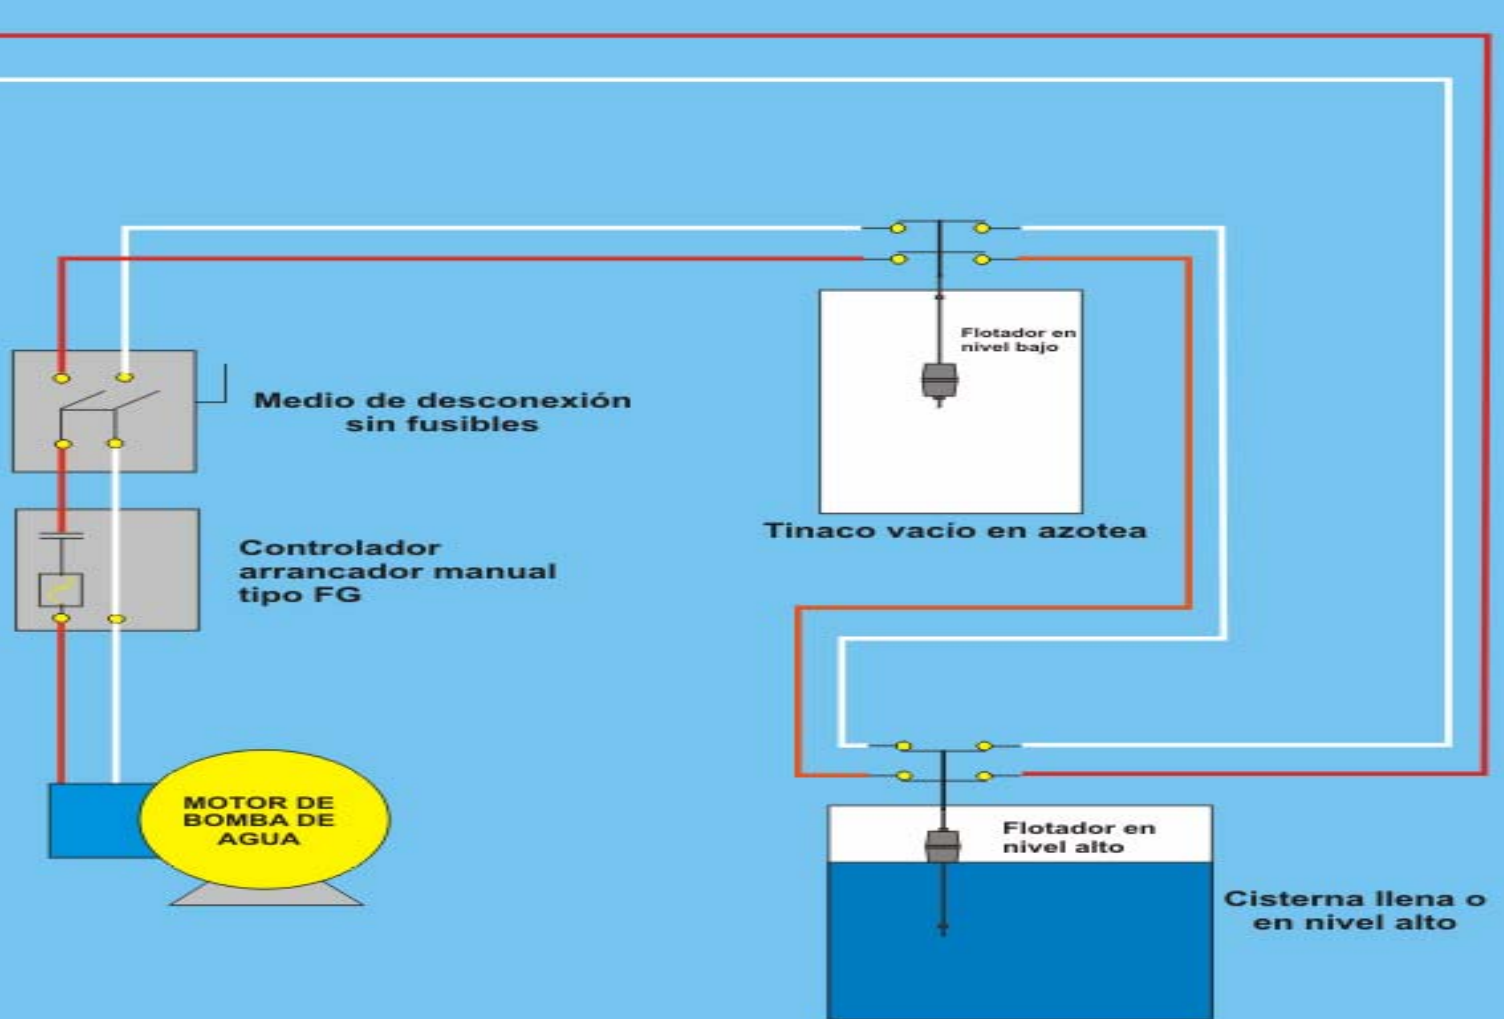 Flotador en
nivel bajo
Medio de desconexión
sin fusibles
Tinaco vacío en azotea
Controlador
arrancador manual
tipo FG
MOTOR DE
BOMBA DE
AGUA
Flotador en
nivel alto
Cisterna llena o
en nivel alto